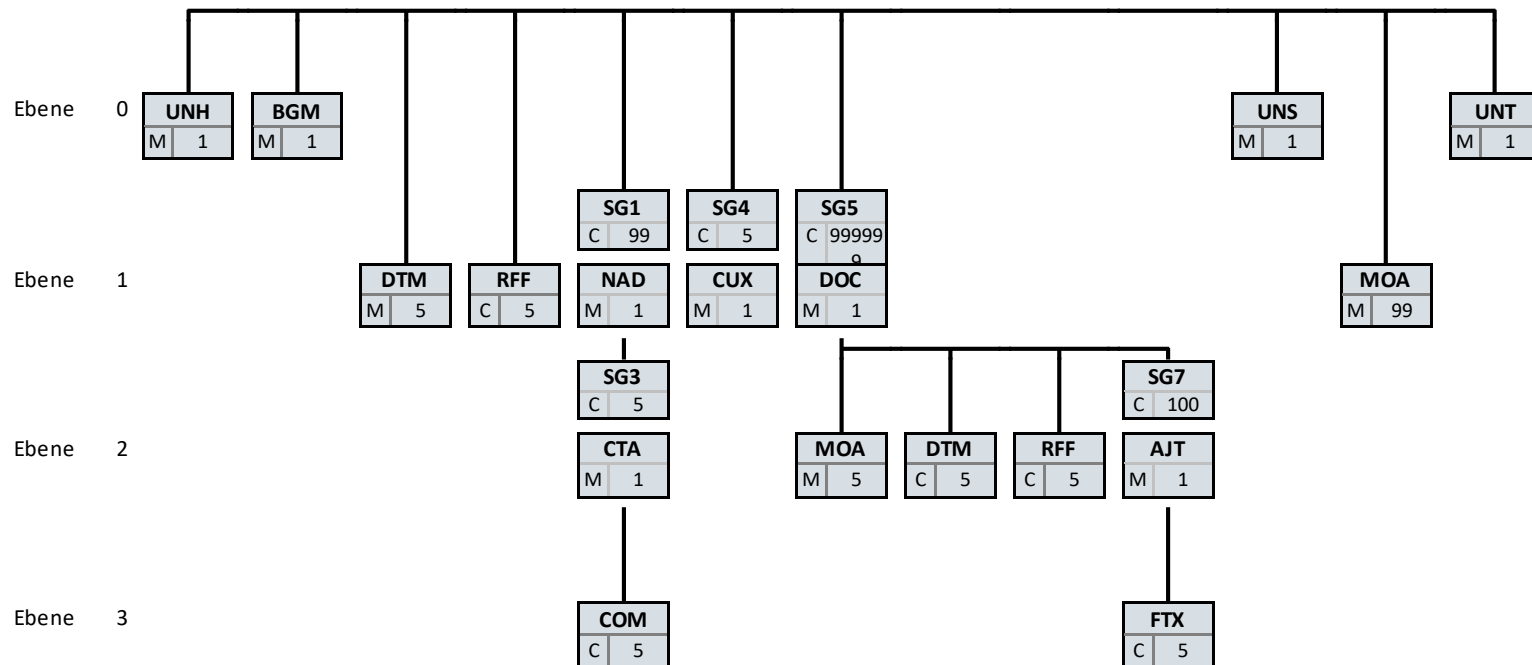 Ebene 0 UNH BGM UNS UNT
M 1 M 1 M 1 M 1
SG1 SG4 SG5
C 99 C 5 C 99999
9
Ebene 1 DTM RFF NAD CUX DOC MOA
M 5 C 5 M 1 M 1 M 1 M 99
SG3 SG7
C 5 C 100
Ebene 2 CTA MOA DTM RFF AJT
M 1 M 5 C 5 C 5 M 1
Ebene 3 COM FTX
C 5 C 5